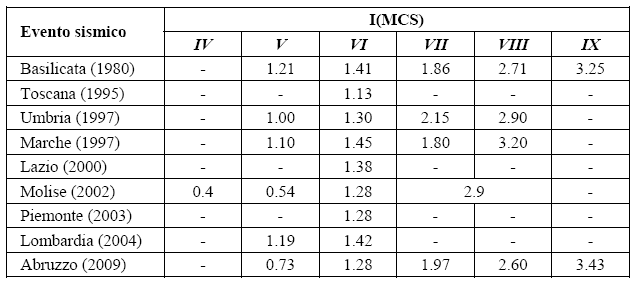 Evento sismico I(MCS)
IV V VI VII VIII IX
Basilicata (1980) - 1.21 1.41 1.86 2.71 3.25
Toscana (1995) - - 1.13 - - -
Umbria (1997) - 1.00 1.30 2.15 2.90 -
Marche (1997) - 1.10 1.45 1.80 3.20 -
Lazio (2000) - - 1.38 - - -
Molise (2002) 0.4 0.54 1.28 2.9 -
Piemonte (2003) - - 1.28 - - -
Lombardia (2004) - 1.19 1.42 - - -
Abruzzo (2009) - 0.73 1.28 1.97 2.60 3.43